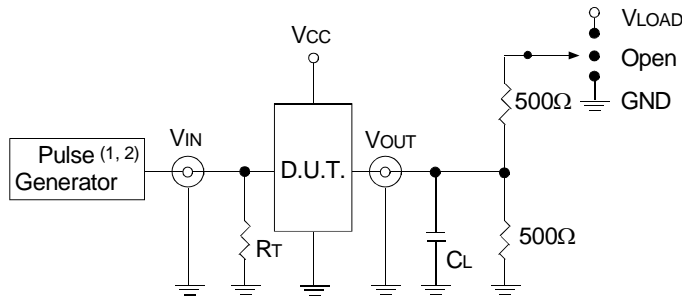 VLOAD
VCC
Open
500Ω
GND
Pulse (1, 2)
Generator
VIN
D.U.T.
VOUT
RT
CL
500Ω